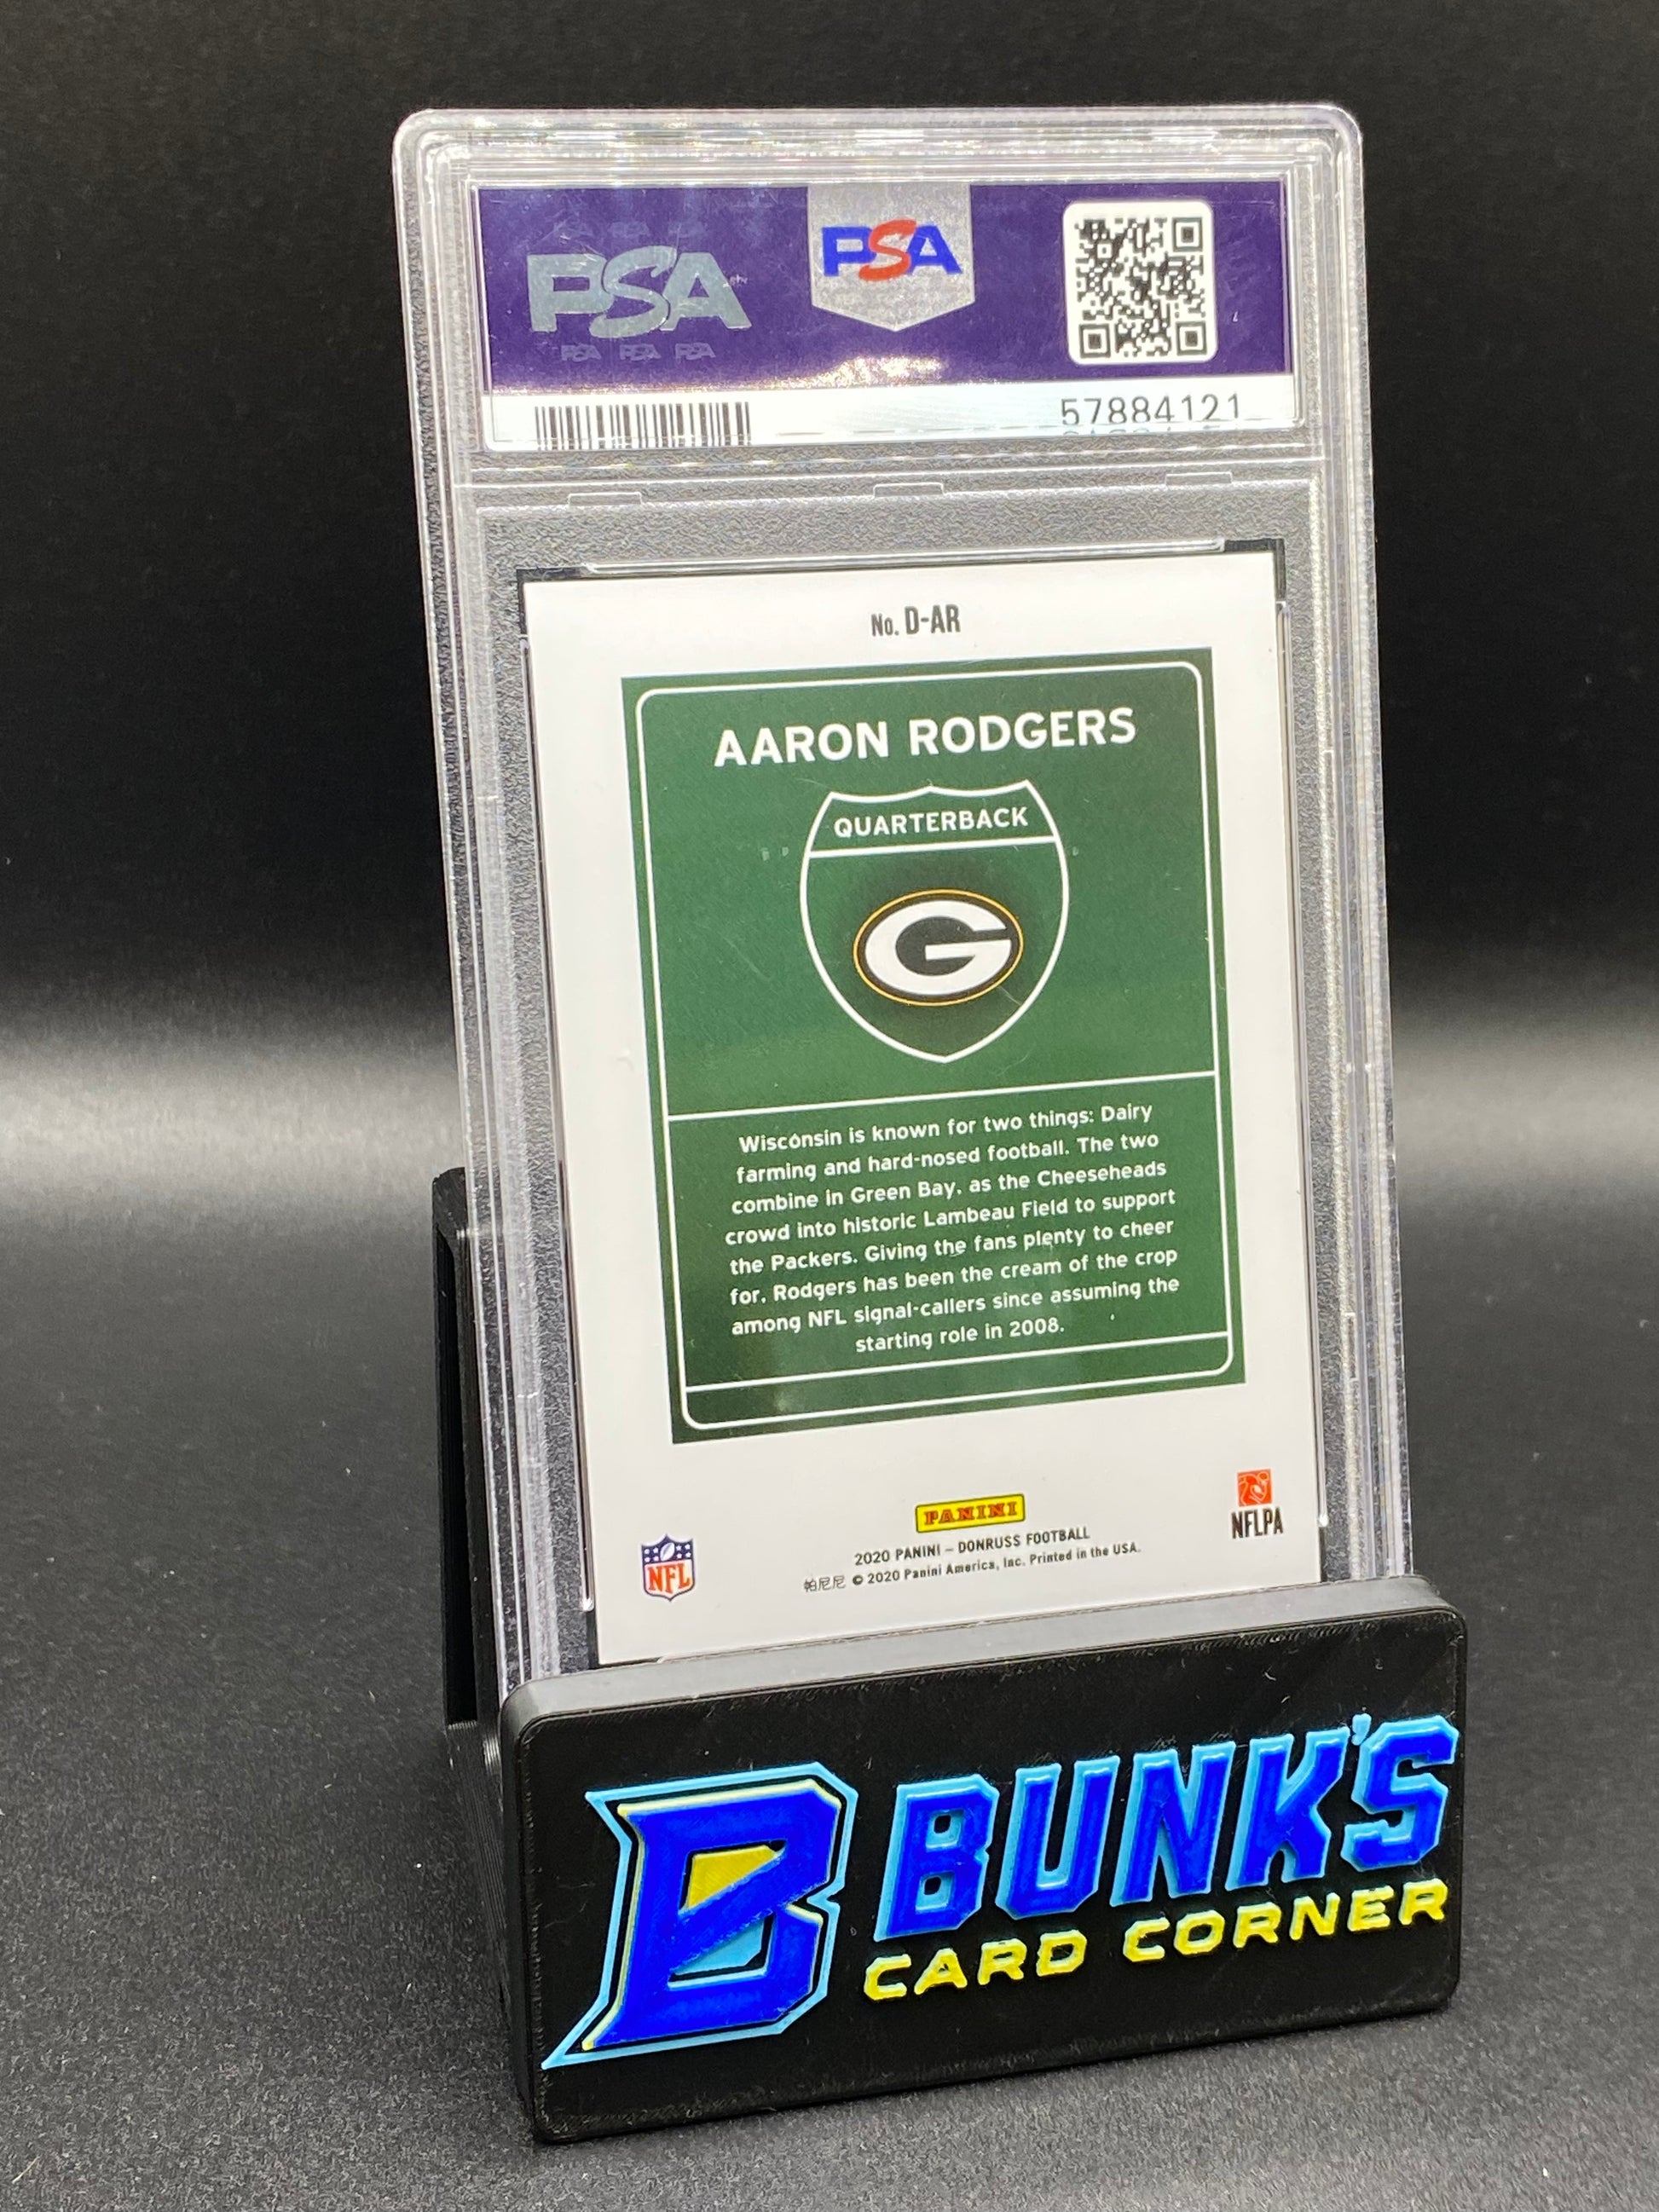 PSA
PSA
PSA PSA PSA
57884121
No. D-AR
AARON RODGERS
QUARTERBACK
G
Wisconsin is known for two things: Dairy
farming and hard-nosed football. The two
combine in Green Bay, as the Cheeseheads
crowd into historic Lambeau Field to support
the Packers. Giving the fans plenty to cheer
for, Rodgers has been the cream of the crop
among NFL signal-callers since assuming the
starting role in 2008.
PANINI
NFL
2020 PANINI – DONRUSS FOOTBALL
帕尼尼 © 2020 Panini America, Inc. Printed in the USA.
NFLPA
B BUNK'S
CARD CORNER